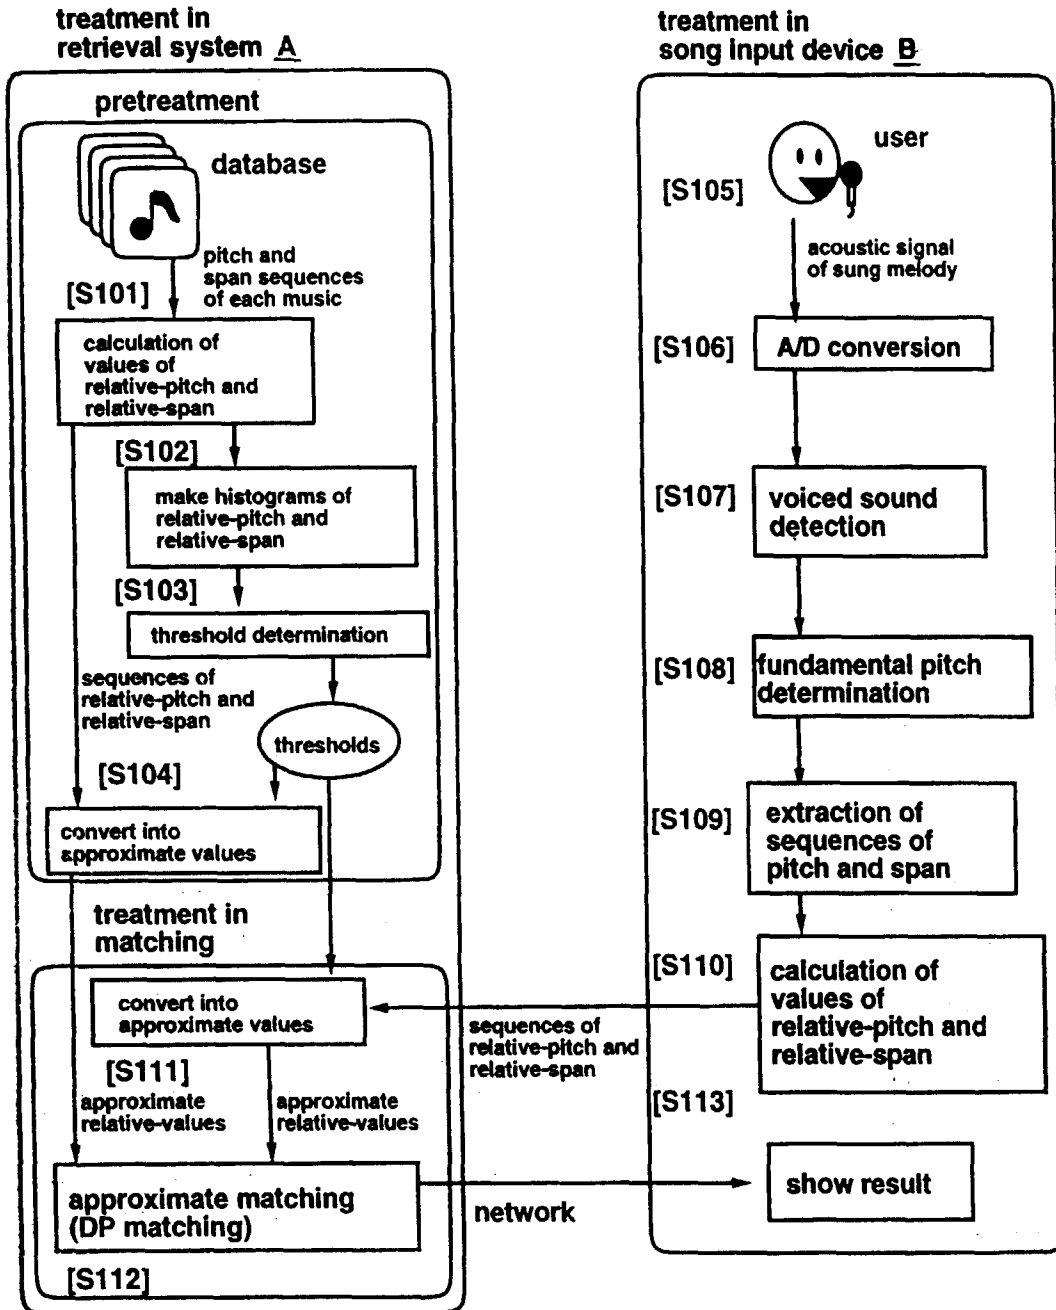 treatment in
retrieval system A
pretreatment
database
pitch and
span sequences
of each music
[S101]
calculation of
values of
relative-pitch and
relative-span
[S102]
make histograms of
relative-pitch and
relative-span
[S103]
threshold determination
sequences of
relative-pitch and
relative-span
thresholds
[S104]
convert into
approximate values
treatment in
matching
convert into
approximate values
[S111]
approximate
relative-values
approximate
relative-values
approximate matching
(DP matching)
[S112]
sequences of
relative-pitch and
relative-span
network
treatment in
song input device B
user
[S105]
acoustic signal
of sung melody
[S106]
A/D conversion
[S107]
voiced sound
detection
[S108]
fundamental pitch
determination
[S109]
extraction of
sequences of
pitch and span
[S110]
calculation of
values of
relative-pitch and
relative-span
[S113]
show result